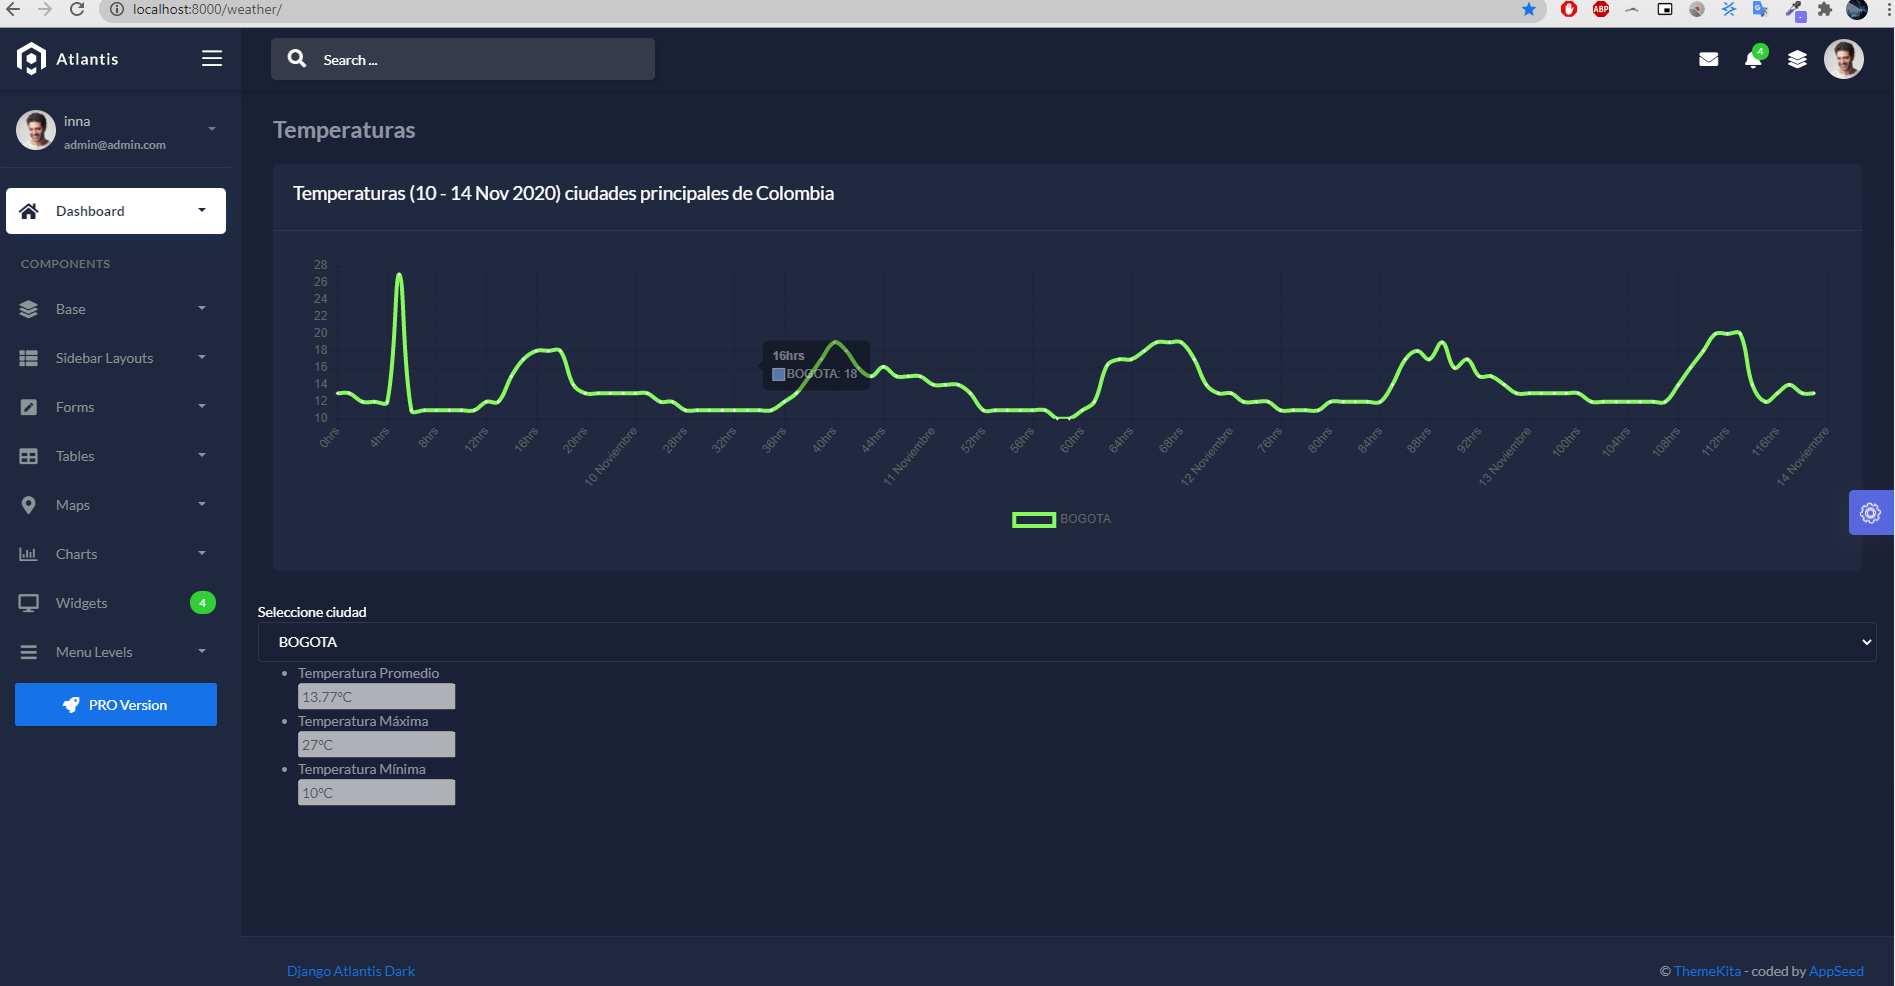 localhost:8000/weather/
ABP
Atlantis
Search ...
4
inna
admin@admin.com
Temperaturas
Dashboard
Temperaturas (10 - 14 Nov 2020) ciudades principales de Colombia
COMPONENTS
Base
Sidebar Layouts
Forms
Tables
Maps
Charts
Widgets 4
Menu Levels
PRO Version
28
26
24
22
20
18
16
14
12
10
16hrs
BOGOTA: 18
0hrs 4hrs 8hrs 12hrs 16hrs 20hrs 10 Noviembre 28hrs 32hrs 36hrs 40hrs 44hrs 11 Noviembre 52hrs 56hrs 60hrs 64hrs 68hrs 12 Noviembre 76hrs 80hrs 84hrs 88hrs 92hrs 13 Noviembre 100hrs 104hrs 108hrs 112hrs 116hrs 14 Noviembre
BOGOTA
Seleccione ciudad
BOGOTA
Temperatura Promedio
13.77°C
Temperatura Máxima
27°C
Temperatura Mínima
10°C
Django Atlantis Dark
© ThemeKita - coded by AppSeed